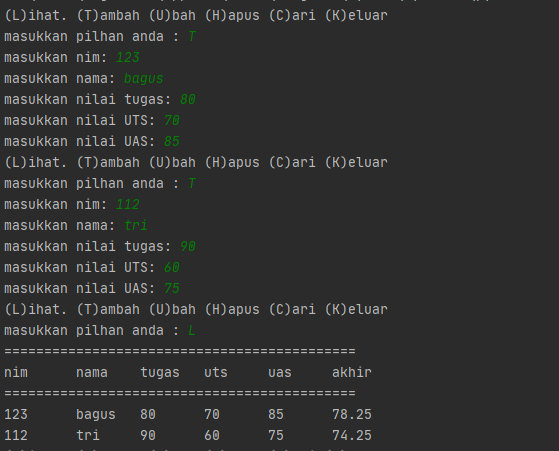 (L)ihat. (T)ambah (U)bah (H)apus (C)ari (K)eluar
masukkan pilhan anda : T
masukkan nim: 123
masukkan nama: bagus
masukkan nilai tugas: 80
masukkan nilai UTS: 70
masukkan nilai UAS: 85
(L)ihat. (T)ambah (U)bah (H)apus (C)ari (K)eluar
masukkan pilhan anda : T
masukkan nim: 112
masukkan nama: tri
masukkan nilai tugas: 90
masukkan nilai UTS: 60
masukkan nilai UAS: 75
(L)ihat. (T)ambah (U)bah (H)apus (C)ari (K)eluar
masukkan pilhan anda : L
============================================
nim nama tugas uts uas akhir
============================================
123 bagus 80 70 85 78.25
112 tri 90 60 75 74.25